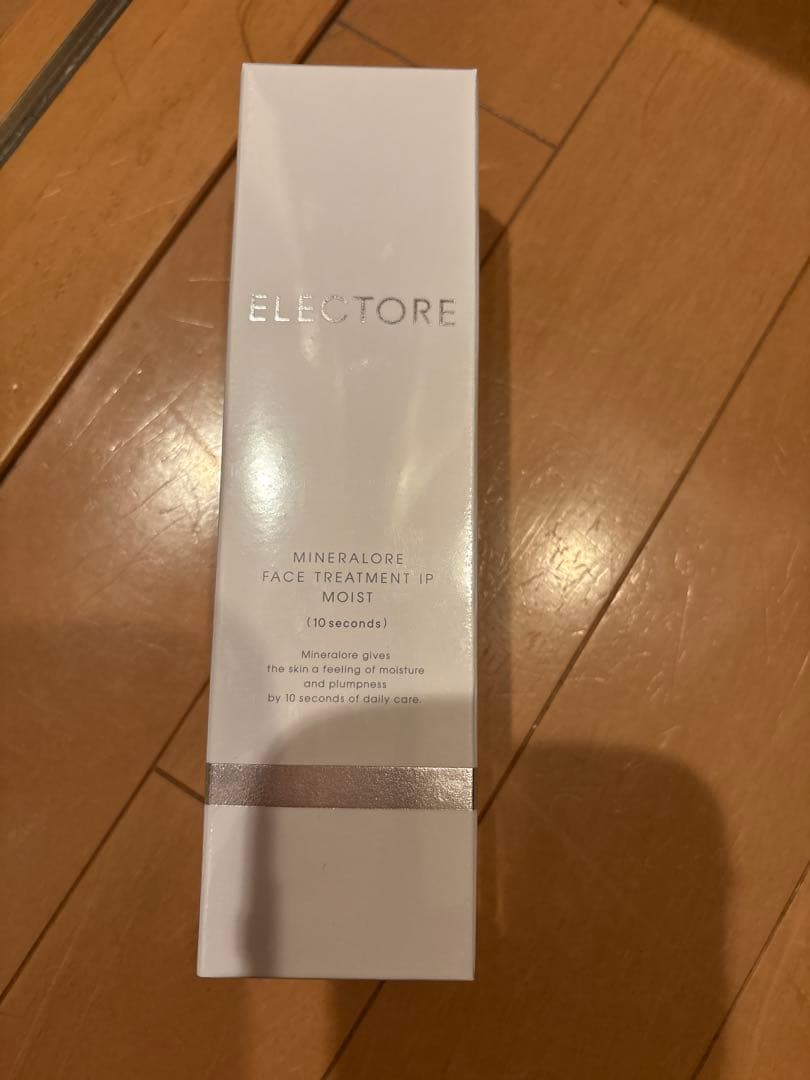 ELECTORE
MINERALORE
FACE TREATMENT IP
MOIST
(10 seconds)
Mineralore gives
the skin a feeling of moisture
and plumpness
by 10 seconds of daily care.